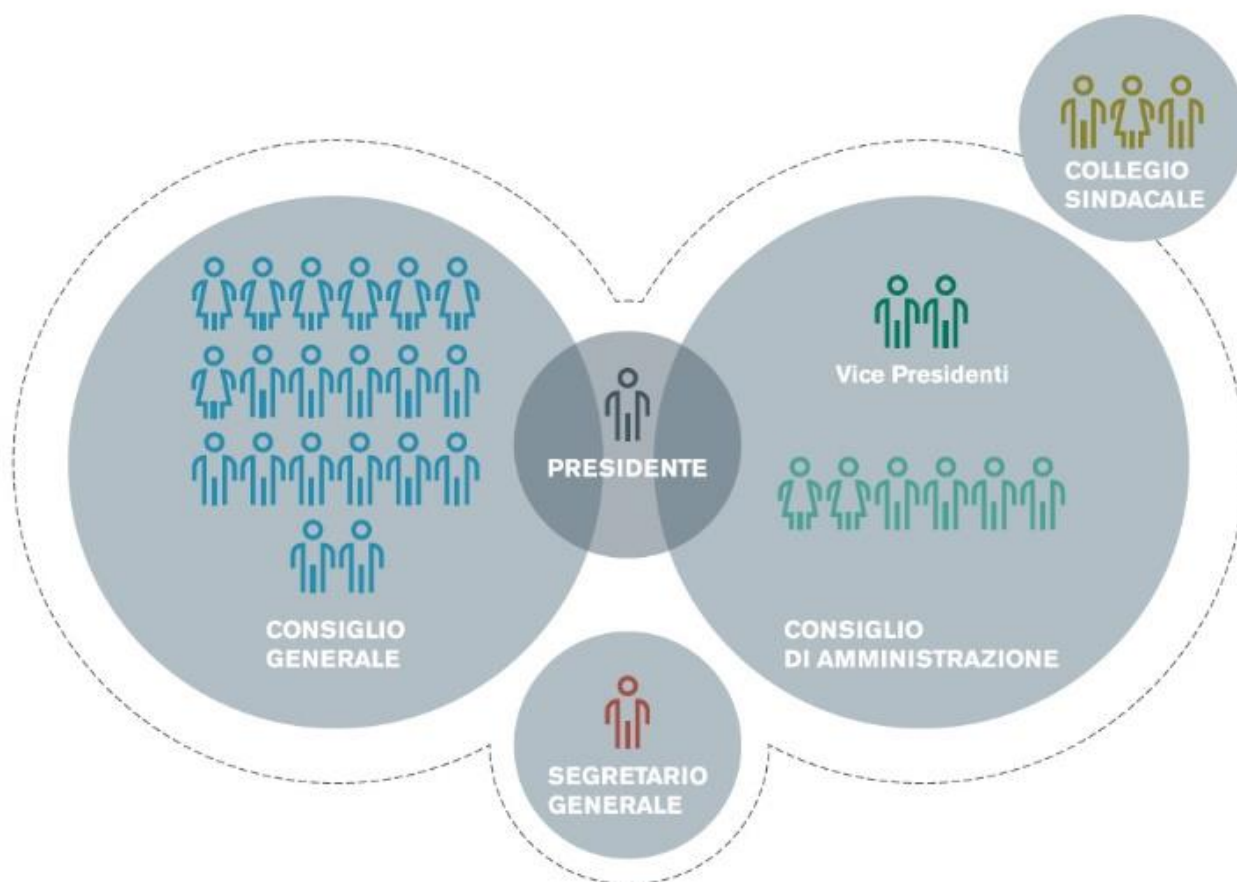 COLLEGIO
SINDACALE
Vice Presidenti
PRESIDENTE
CONSIGLIO
GENERALE
CONSIGLIO
DI AMMINISTRAZIONE
SEGRETARIO
GENERALE